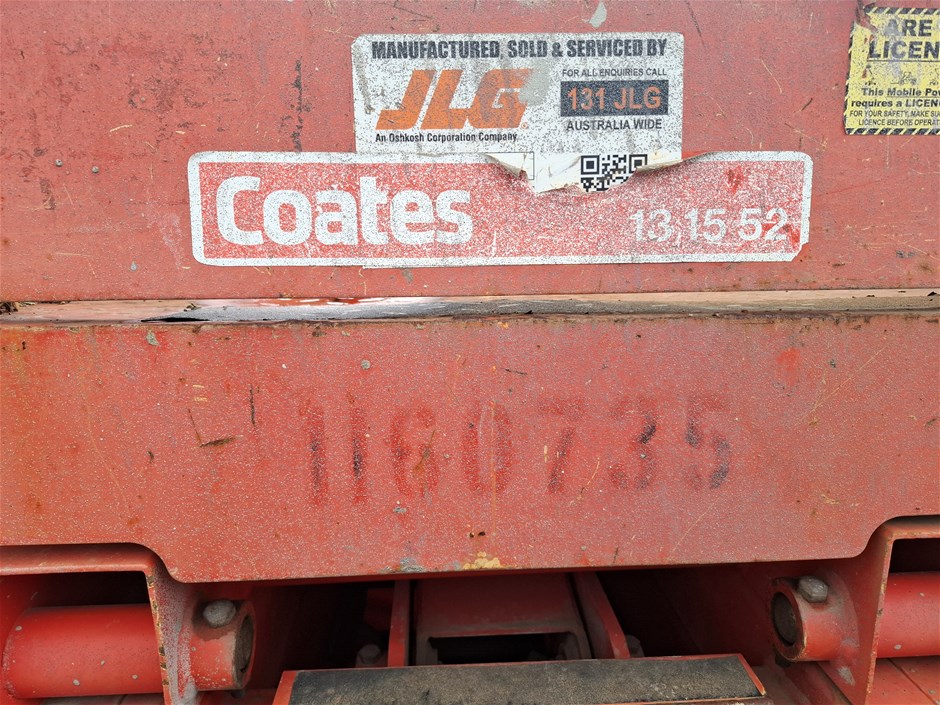 MANUFACTURED, SOLD & SERVICED BY
JLG
An Oshkosh Corporation Company
FOR ALL ENQUIRIES CALL
131 JLG
AUSTRALIA WIDE
ARE
LICEN
This Mobile Po
requires a LICEN
FOR YOUR SAFETY, MAKE SU
LICENCE BEFORE OPERAT
Coates
13 15 52
1160735